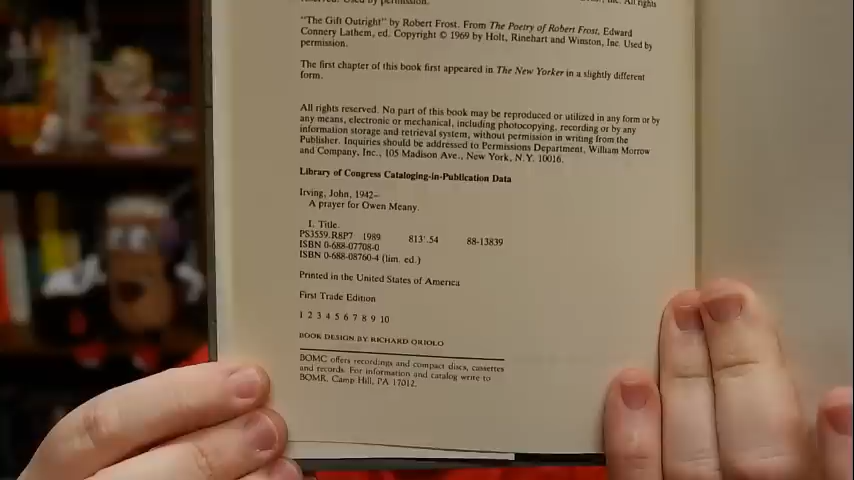 reserved. Used by permission.
"The Gift Outright" by Robert Frost. From The Poetry of Robert Frost, Edward
Connery Lathem, ed. Copyright © 1969 by Holt, Rinehart and Winston, Inc. Used by
permission.
The first chapter of this book first appeared in The New Yorker in a slightly different
form.
All rights reserved. No part of this book may be reproduced or utilized in any form or by
any means, electronic or mechanical, including photocopying, recording or by any
information storage and retrieval system, without permission in writing from the
Publisher. Inquiries should be addressed to Permissions Department, William Morrow
and Company, Inc., 105 Madison Ave., New York, N.Y. 10016.
Library of Congress Cataloging-in-Publication Data
Irving, John, 1942–
A prayer for Owen Meany.
I. Title.
PS3559.R8P7 1989 813'.54 88-13839
ISBN 0-688-07708-0
ISBN 0-688-08760-4 (lim. ed.)
Printed in the United States of America
First Trade Edition
1 2 3 4 5 6 7 8 9 10
BOOK DESIGN BY RICHARD ORIOLO
BOMC offers recordings and compact discs, cassettes
and records. For information and catalog write to
BOMR, Camp Hill, PA 17012.